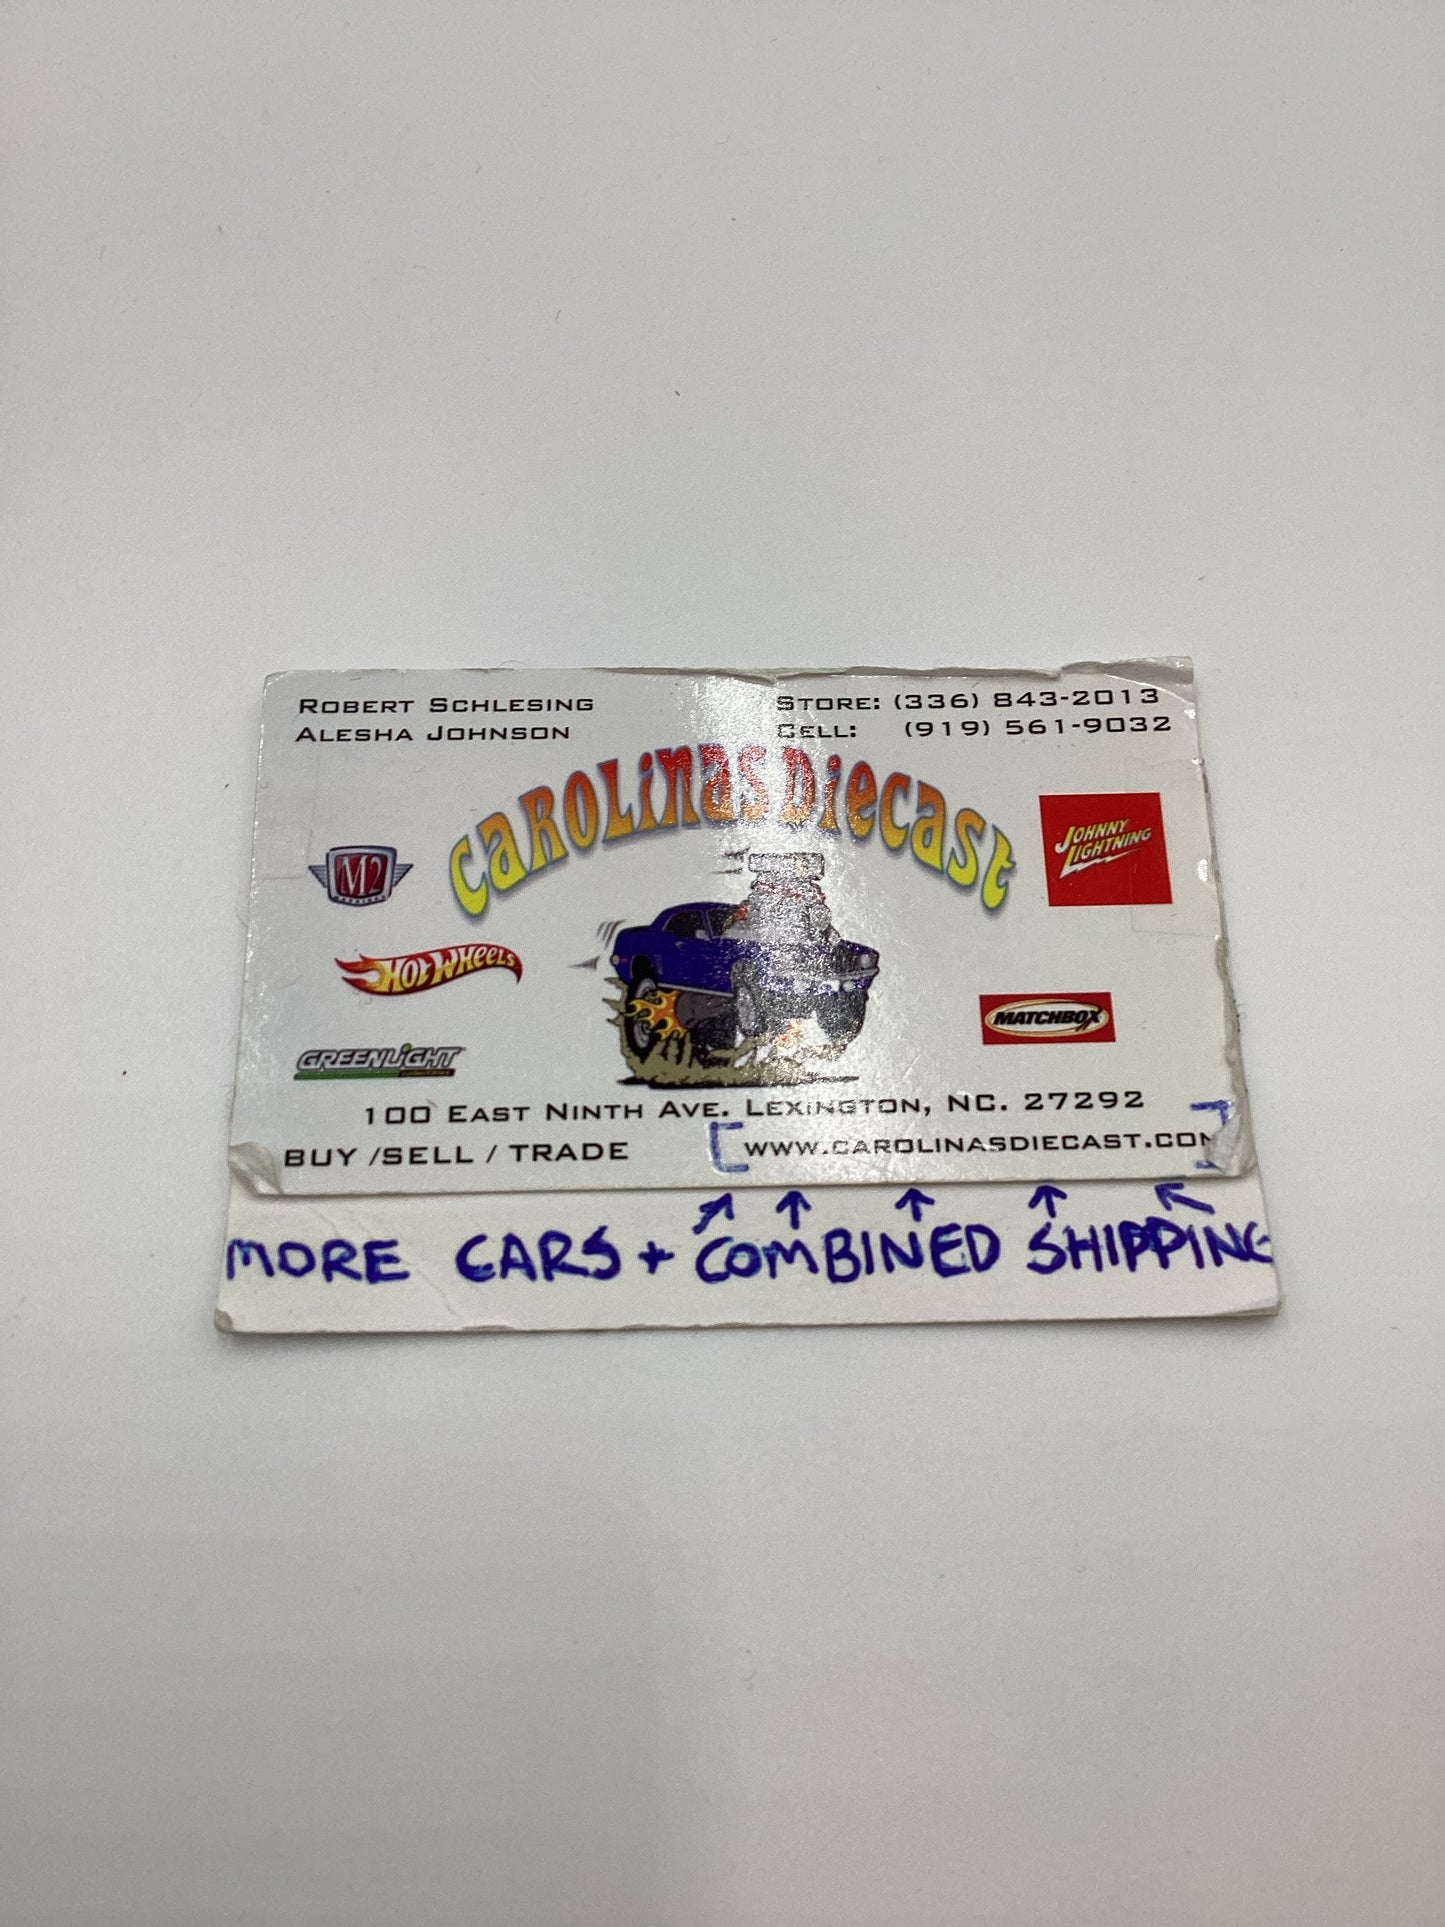 Robert Schlesing
Alesha Johnson
Store: (336) 843-2013
Cell: (919) 561-9032
Carolinas Diecast
M2
MACHINES
Johnny Lightning
Hot Wheels
MATCHBOX
GREENLiGHT
100 East Ninth Ave. Lexington, NC. 27292
BUY /SELL / TRADE
www.carolinasdiecast.com
MORE CARS + COMBINED SHIPPING